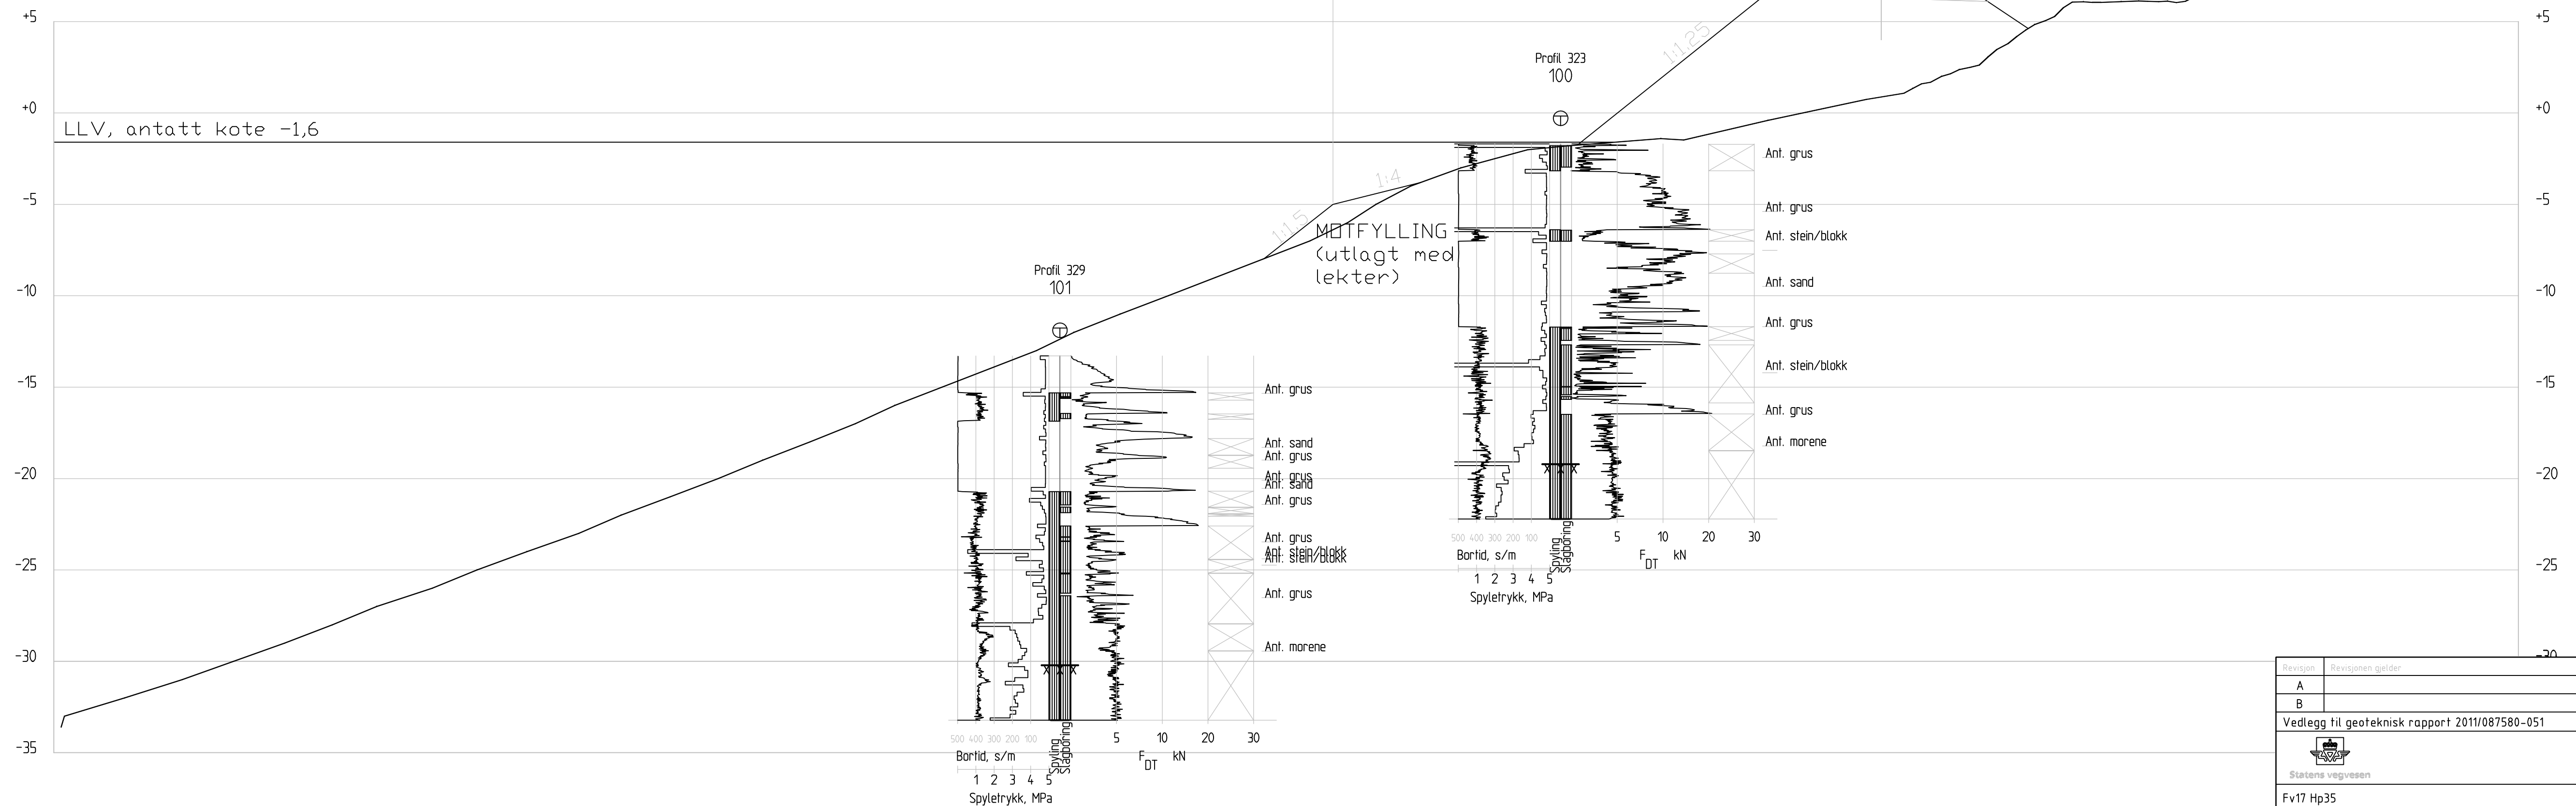 +5
+0
-5
-10
-15
-20
-25
-30
-35
LLV, antatt kote -1,6
1:1.25
1:4
1:1.5
MOTFYLLING
(utlagt med
lekter)
Profil 329
101
Ant. grus
Ant. sand
Ant. grus
Ant. grus
Ant. sand
Ant. grus
Ant. grus
Ant. stein/blokk
Ant. stein/blokk
Ant. grus
Ant. morene
500 400 300 200 100
Bortid, s/m
1 2 3 4 5
Spyletrykk, MPa
Spyling
Slagboring
5 10 20 30
F DT kN
Profil 323
100
Ant. grus
Ant. grus
Ant. stein/blokk
Ant. sand
Ant. grus
Ant. stein/blokk
Ant. grus
Ant. morene
500 400 300 200 100
Bortid, s/m
1 2 3 4 5
Spyletrykk, MPa
Spyling
Slagboring
5 10 20 30
F DT kN
+5
+0
-5
-10
-15
-20
-25
-30
Revisjon Revisjonen gjelder
A
B
Vedlegg til geoteknisk rapport 2011/087580-051
Statens vegvesen
Fv17 Hp35